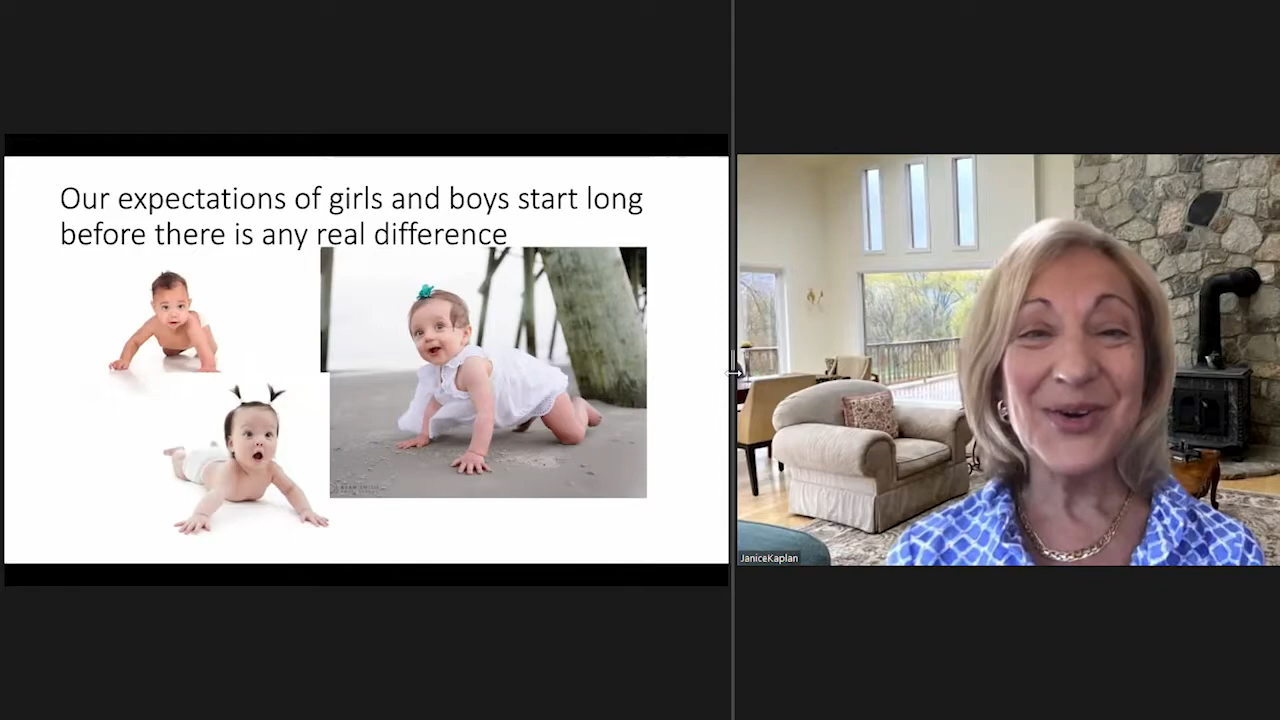 Our expectations of girls and boys start long
before there is any real difference
JaniceKaplan